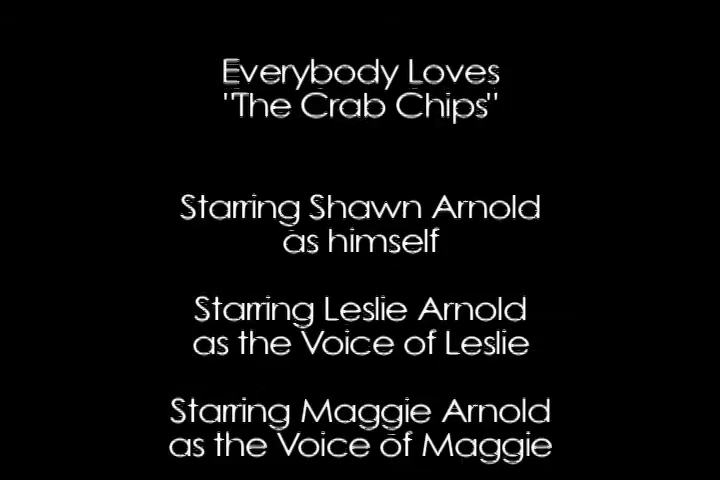 Everybody Loves
"The Crab Chips"
Starring Shawn Arnold
as himself
Starring Leslie Arnold
as the Voice of Leslie
Starring Maggie Arnold
as the Voice of Maggie